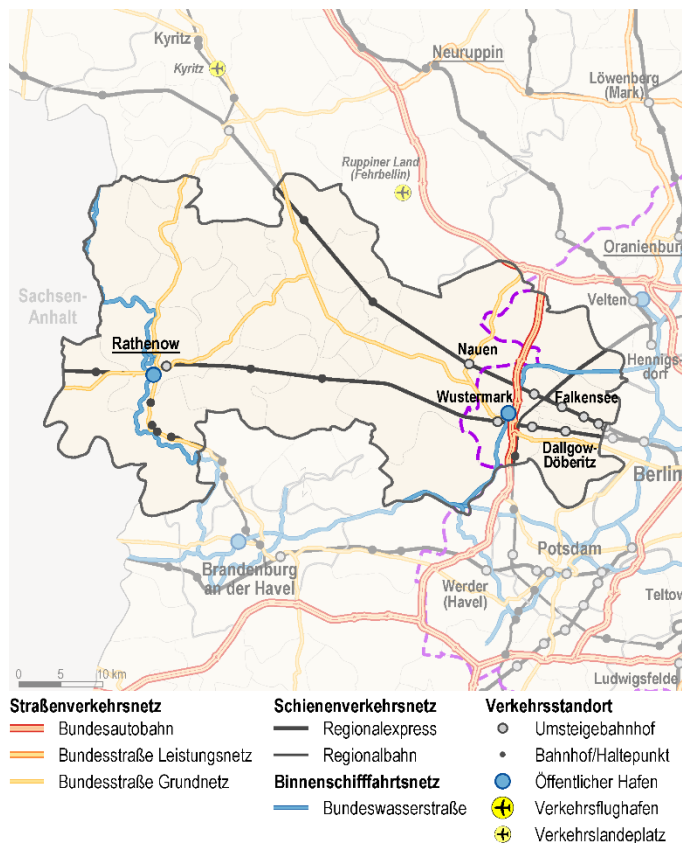 Kyritz
Kyritz
Neuruppin
Löwenberg
(Mark)
Ruppiner Land
(Fehrbellin)
Oranienburg
Sachsen-
Anhalt
Velten
Rathenow
Nauen
Hennigs-
dorf
Wustermark
Falkensee
Dallgow-
Döberitz
Berlin
Brandenburg
an der Havel
Potsdam
Werder
(Havel)
Teltow
Ludwigsfelde
0 5 10 km
Straßenverkehrsnetz
Bundesautobahn
Bundesstraße Leistungsnetz
Bundesstraße Grundnetz
Schienenverkehrsnetz
Regionalexpress
Regionalbahn
Binnenschifffahrtsnetz
Bundeswasserstraße
Verkehrsstandort
Umsteigebahnhof
Bahnhof/Haltepunkt
Öffentlicher Hafen
Verkehrsflughafen
Verkehrslandeplatz